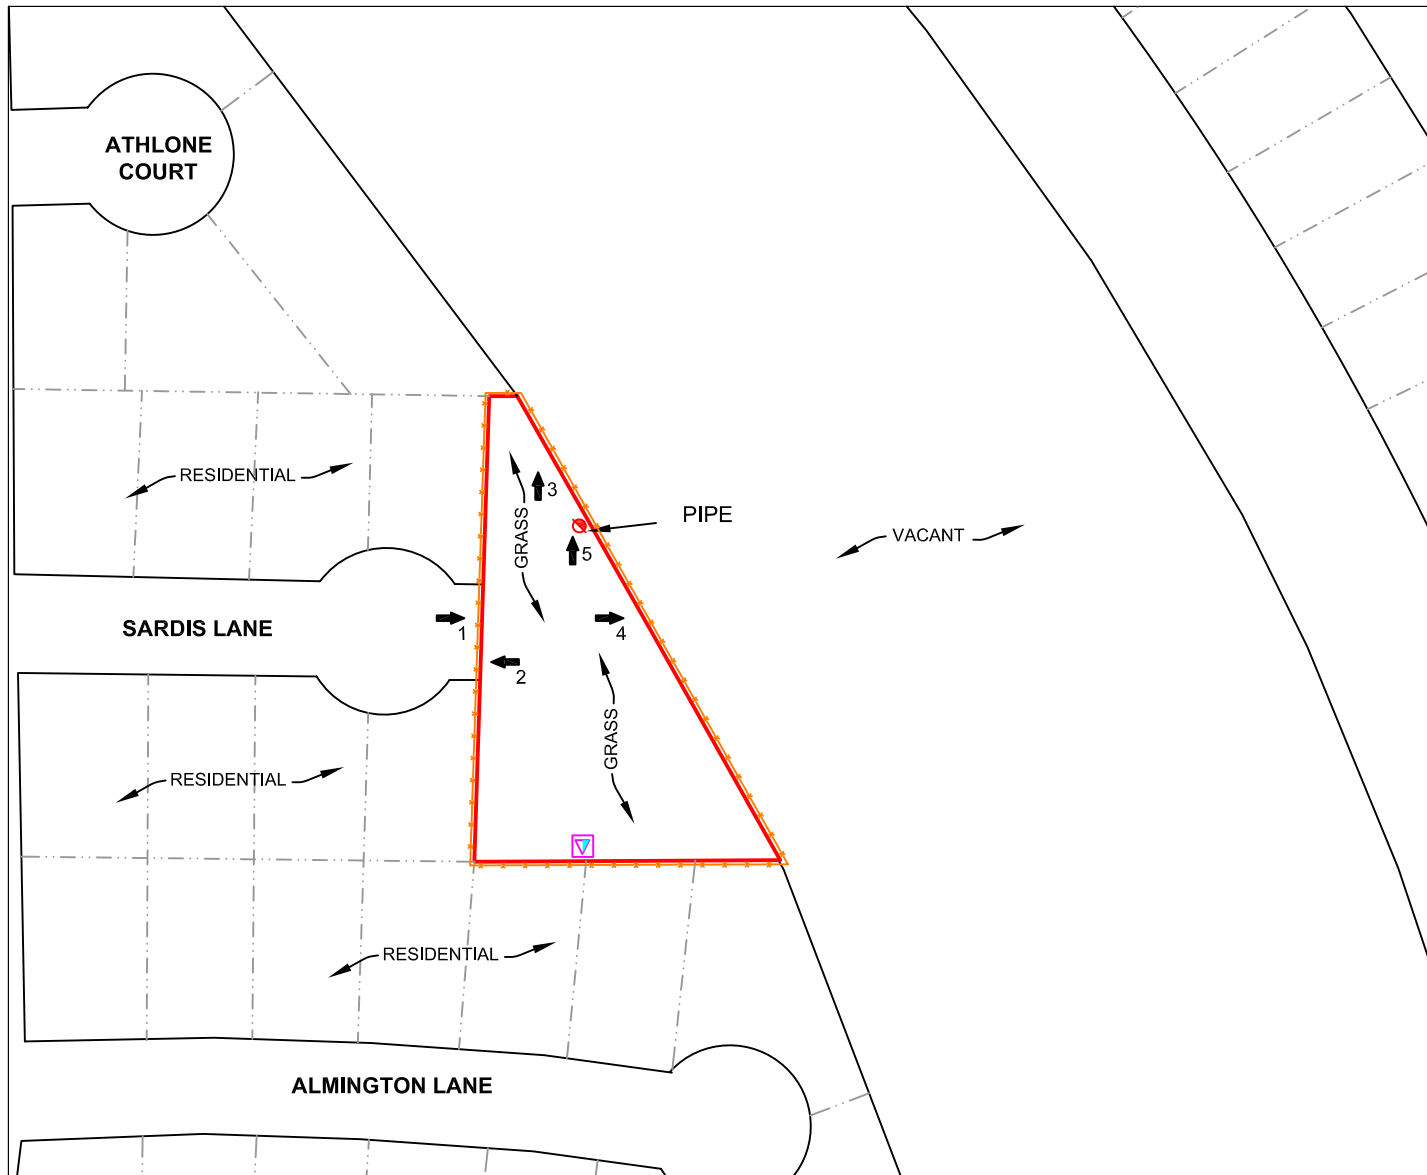 ATHLONE
COURT
RESIDENTIAL
3
PIPE
GRASS
VACANT
5
SARDIS LANE
1
4
2
GRASS
RESIDENTIAL
RESIDENTIAL
ALMINGTON LANE